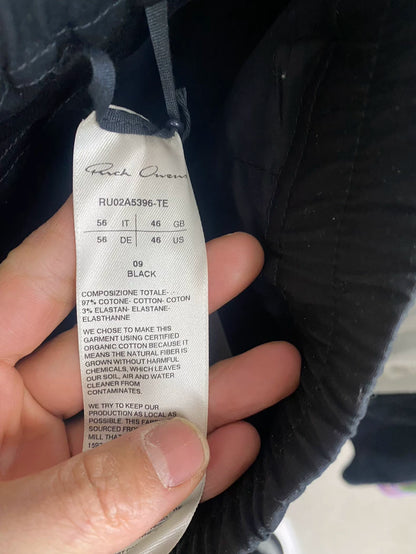 Rick Owens
RU02A5396-TE
56 IT 46 GB
56 DE 46 US
09
BLACK
COMPOSIZIONE TOTALE- . . . -
97% COTONE- COTTON- COTON
3% ELASTAN- ELASTANE-
ELASTHANNE
WE CHOSE TO MAKE THIS
GARMENT USING CERTIFIED
ORGANIC COTTON BECAUSE IT
MEANS THE NATURAL FIBER IS
GROWN WITHOUT HARMFUL
CHEMICALS, WHICH LEAVES
OUR SOIL, AIR AND WATER
CLEANER FROM
CONTAMINATES.
WE TRY TO KEEP OUR
PRODUCTION AS LOCAL AS
POSSIBLE. THIS FABRIC
SOURCED FROM
MILL THAT